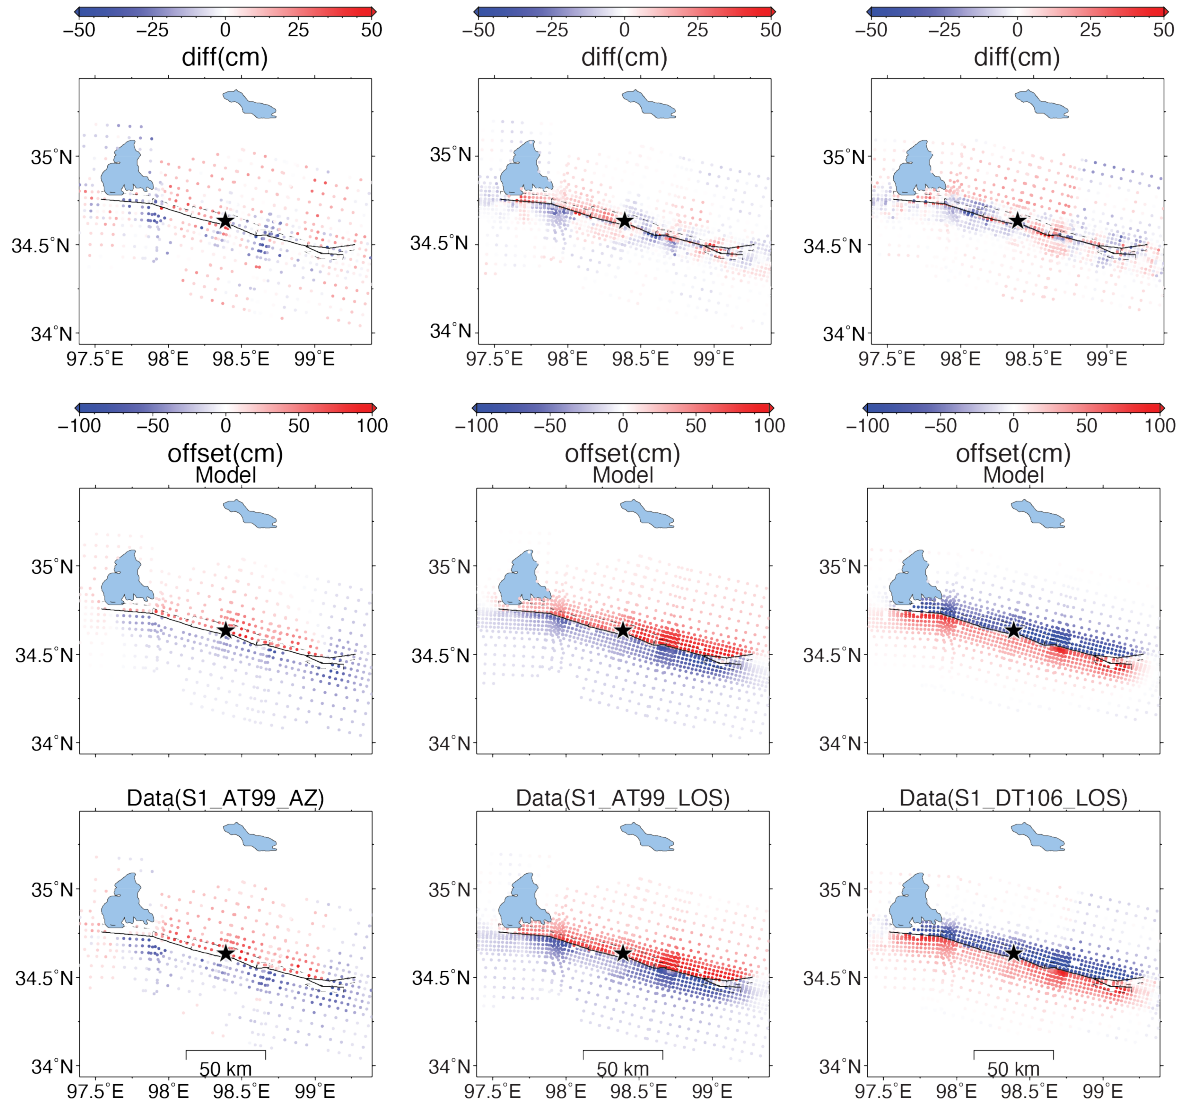 −50 −25 0 25 50 −50 −25 0 25 50 −50 −25 0 25 50
diff(cm) diff(cm) diff(cm)
35˚N 35˚N 35˚N
34.5˚N 34.5˚N 34.5˚N
34˚N 34˚N 34˚N
97.5˚E 98˚E 98.5˚E 99˚E 97.5˚E 98˚E 98.5˚E 99˚E 97.5˚E 98˚E 98.5˚E 99˚E
−100 −50 0 50 100 −100 −50 0 50 100 −100 −50 0 50 100
offset(cm) offset(cm) offset(cm)
Model Model Model
35˚N 35˚N 35˚N
34.5˚N 34.5˚N 34.5˚N
34˚N 34˚N 34˚N
Data(S1_AT99_AZ) Data(S1_AT99_LOS) Data(S1_DT106_LOS)
35˚N 35˚N 35˚N
34.5˚N 34.5˚N 34.5˚N
34˚N 34˚N 34˚N
50 km 50 km 50 km
97.5˚E 98˚E 98.5˚E 99˚E 97.5˚E 98˚E 98.5˚E 99˚E 97.5˚E 98˚E 98.5˚E 99˚E